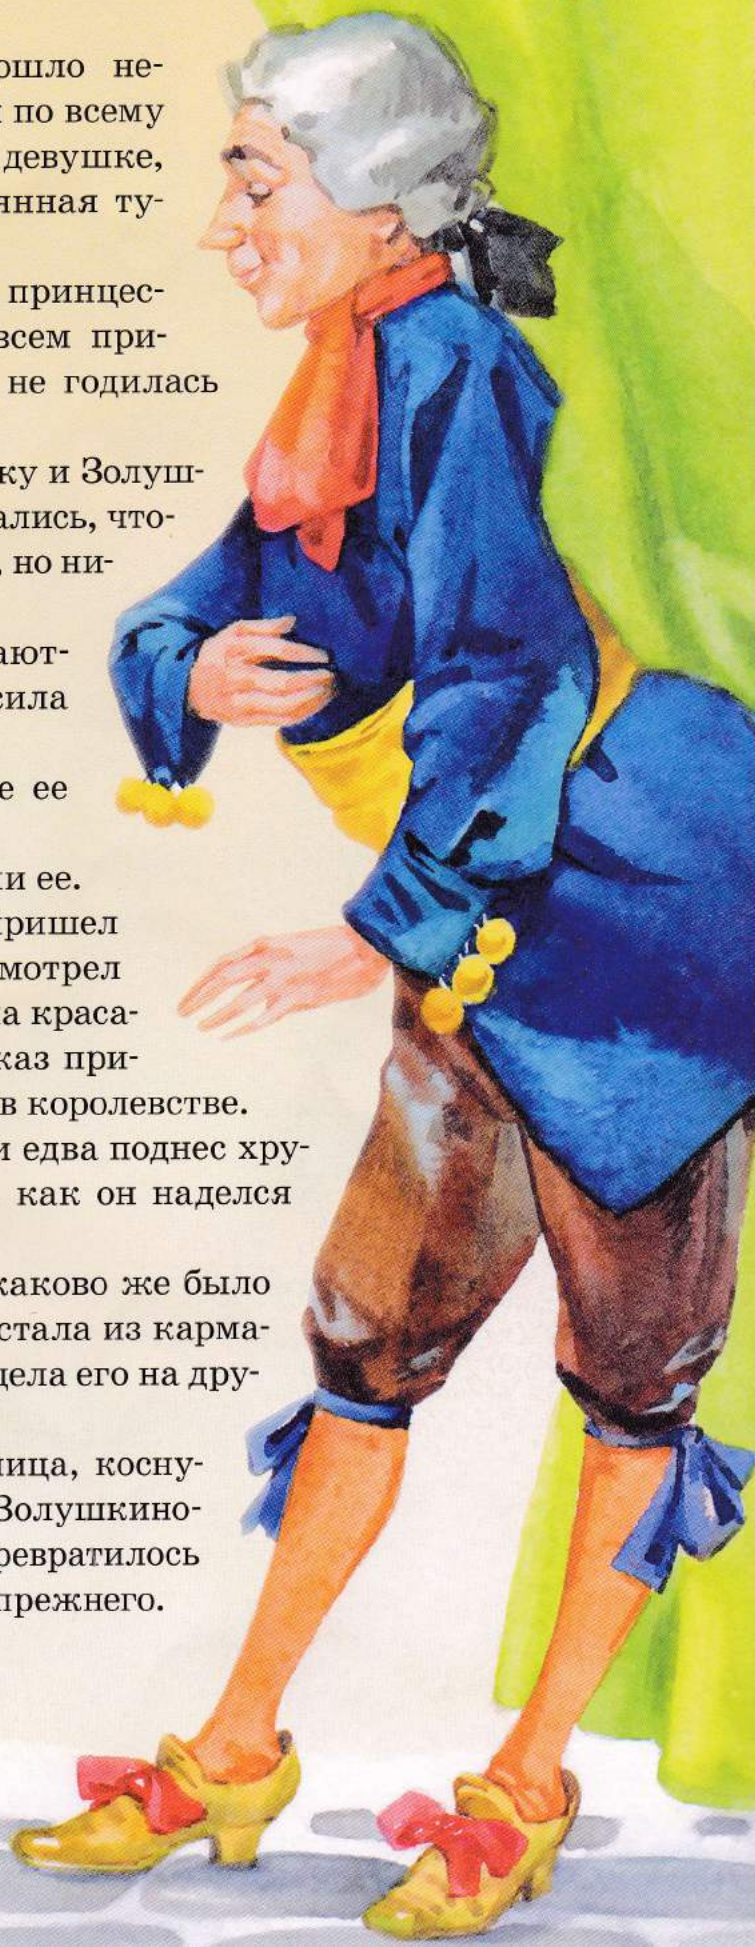 ошло не-
по всему
девушке,
нная ту-
принцес-
всем при-
не годилась
ку и Золуш-
ались, что-
, но ни-
ают-
сила
е ее
и ее.
пришел
мотрел
а краса-
каз при-
в королевстве.
и едва поднес хру-
как он наделся
каково же было
стала из карма-
дела его на дру-
ница, косну-
Золушкино-
ревратилось
прежнего.